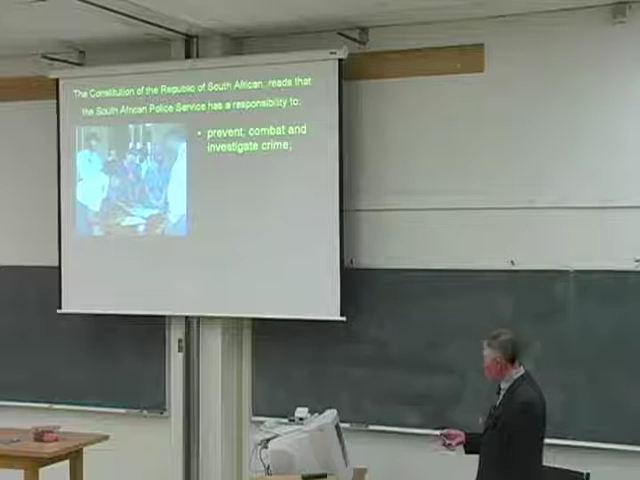 The Constitution of the Republic of South African, reads that
the South African Police Service has a responsibility to:
• prevent, combat and
investigate crime;